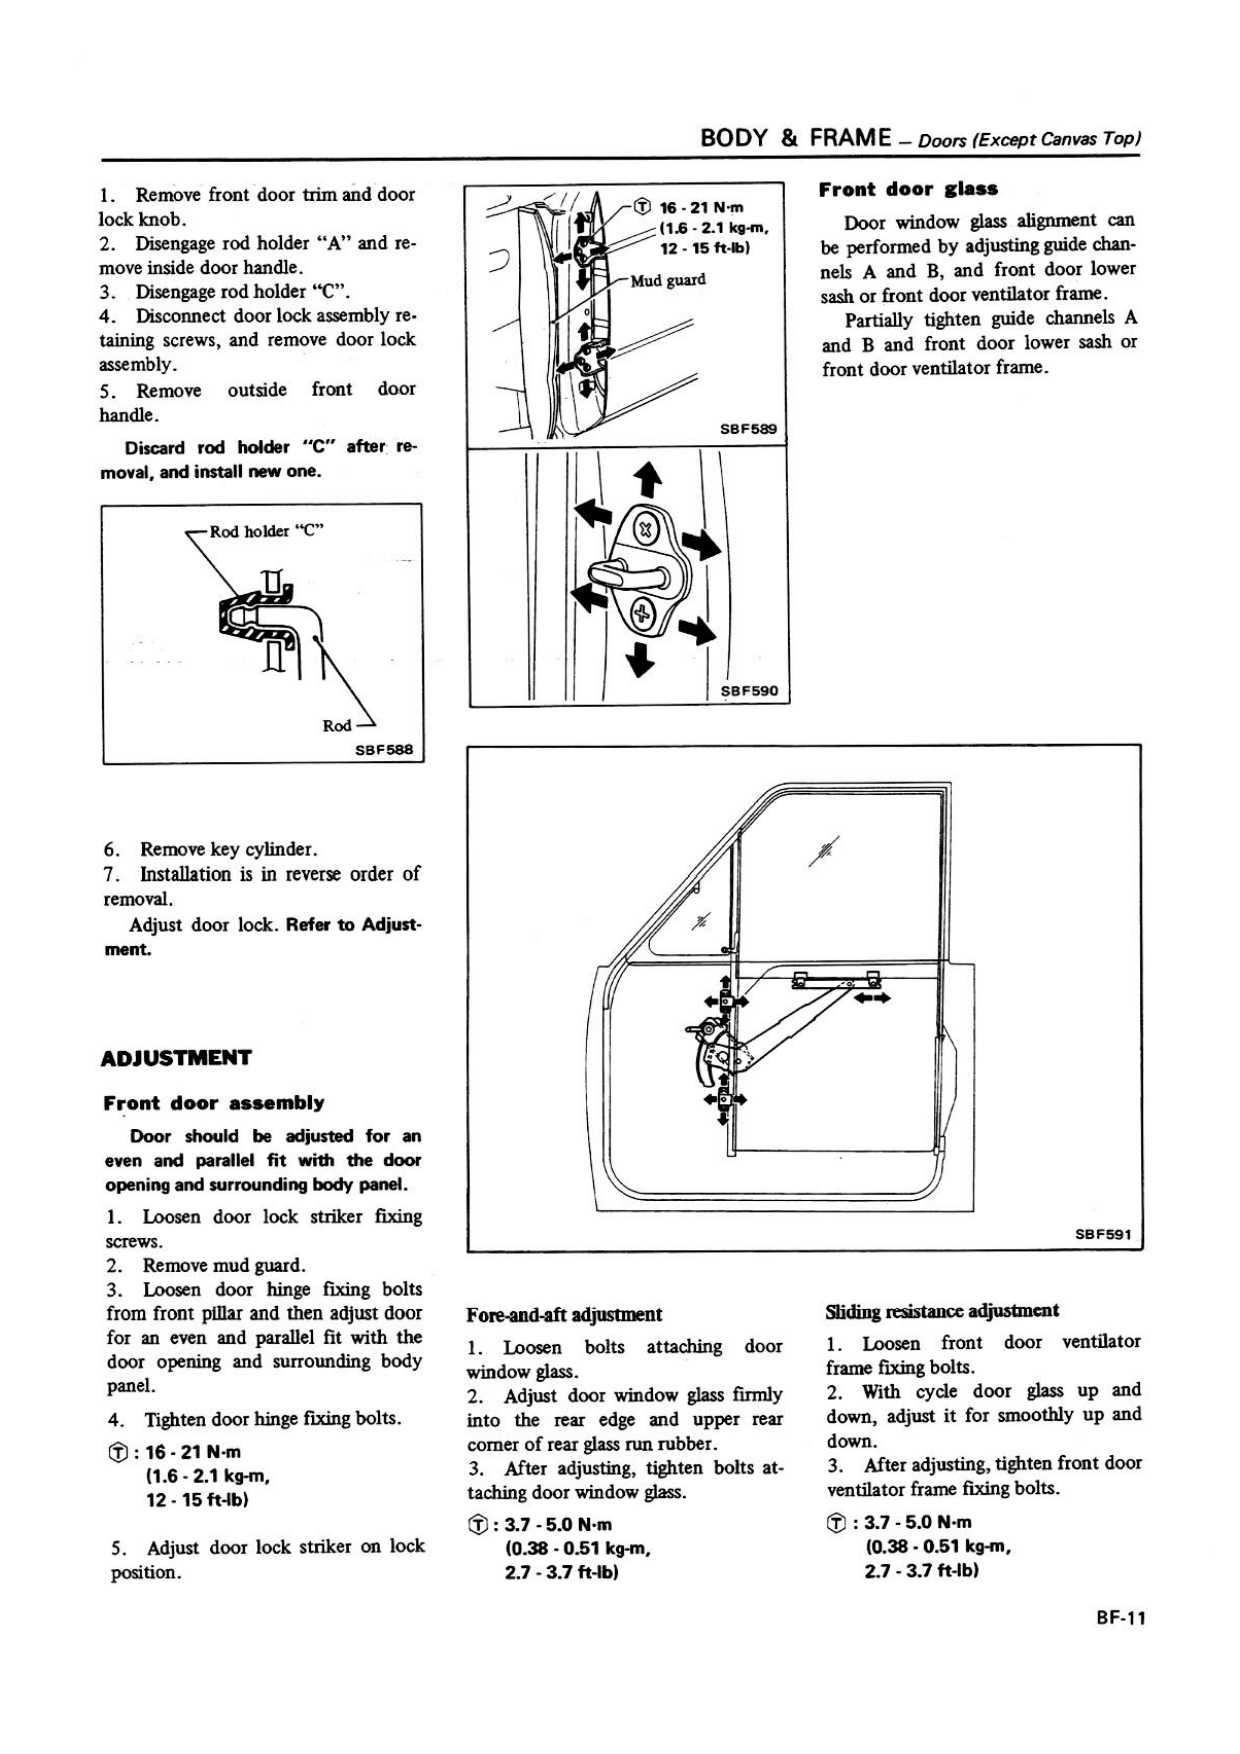 BODY & FRAME – Doors (Except Canvas Top)
1. Remove front door trim and door
lock knob.
2. Disengage rod holder “A” and re-
move inside door handle.
3. Disengage rod holder “C”.
4. Disconnect door lock assembly re-
taining screws, and remove door lock
assembly.
5. Remove outside front door
handle.
Discard rod holder “C” after re-
moval, and install new one.
Rod holder “C”
Rod
SBF588
6. Remove key cylinder.
7. Installation is in reverse order of
removal.
Adjust door lock. Refer to Adjust-
ment.
ADJUSTMENT
Front door assembly
Door should be adjusted for an
even and parallel fit with the door
opening and surrounding body panel.
1. Loosen door lock striker fixing
screws.
2. Remove mud guard.
3. Loosen door hinge fixing bolts
from front pillar and then adjust door
for an even and parallel fit with the
door opening and surrounding body
panel.
4. Tighten door hinge fixing bolts.
Ⓣ : 16 - 21 N·m
(1.6 - 2.1 kg-m,
12 - 15 ft-lb)
5. Adjust door lock striker on lock
position.
Ⓣ 16 - 21 N·m
(1.6 - 2.1 kg-m,
12 - 15 ft-lb)
Mud guard
SBF589
SBF590
Front door glass
Door window glass alignment can
be performed by adjusting guide chan-
nels A and B, and front door lower
sash or front door ventilator frame.
Partially tighten guide channels A
and B and front door lower sash or
front door ventilator frame.
SBF591
Fore-and-aft adjustment
1. Loosen bolts attaching door
window glass.
2. Adjust door window glass firmly
into the rear edge and upper rear
corner of rear glass run rubber.
3. After adjusting, tighten bolts at-
taching door window glass.
Ⓣ : 3.7 - 5.0 N·m
(0.38 - 0.51 kg-m,
2.7 - 3.7 ft-lb)
Sliding resistance adjustment
1. Loosen front door ventilator
frame fixing bolts.
2. With cycle door glass up and
down, adjust it for smoothly up and
down.
3. After adjusting, tighten front door
ventilator frame fixing bolts.
Ⓣ : 3.7 - 5.0 N·m
(0.38 - 0.51 kg-m,
2.7 - 3.7 ft-lb)
BF-11